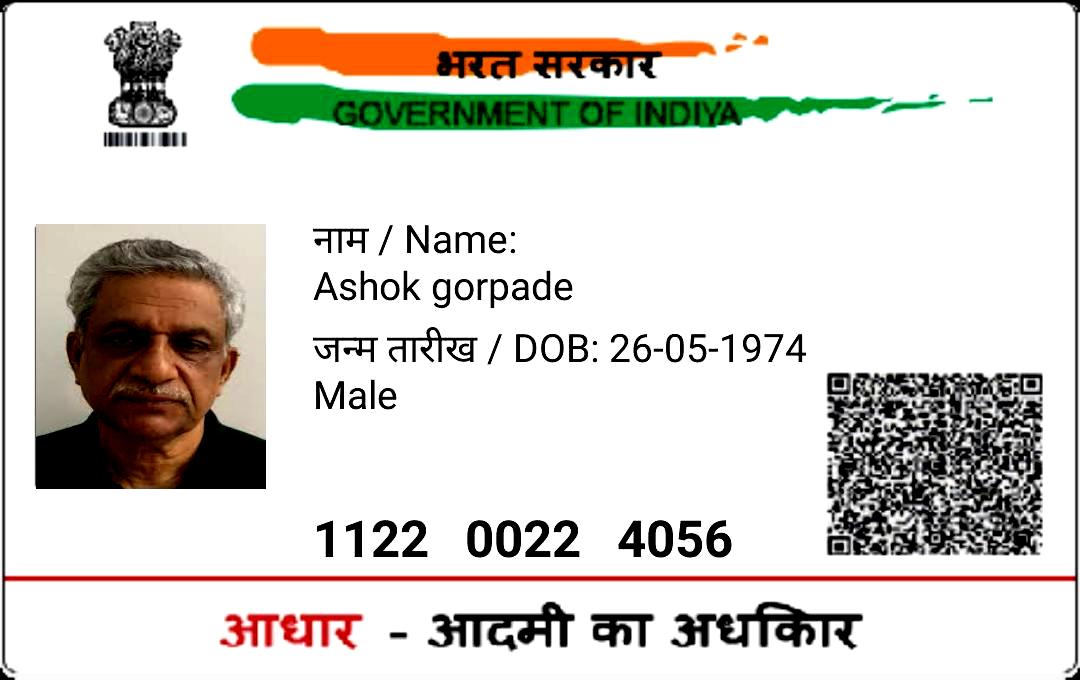 भरत सरकार
GOVERNMENT OF INDIYA
नाम / Name:
Ashok gorpade
जन्म तारीख / DOB: 26-05-1974
Male
1122 0022 4056
आधार - आदमी का अधकिार